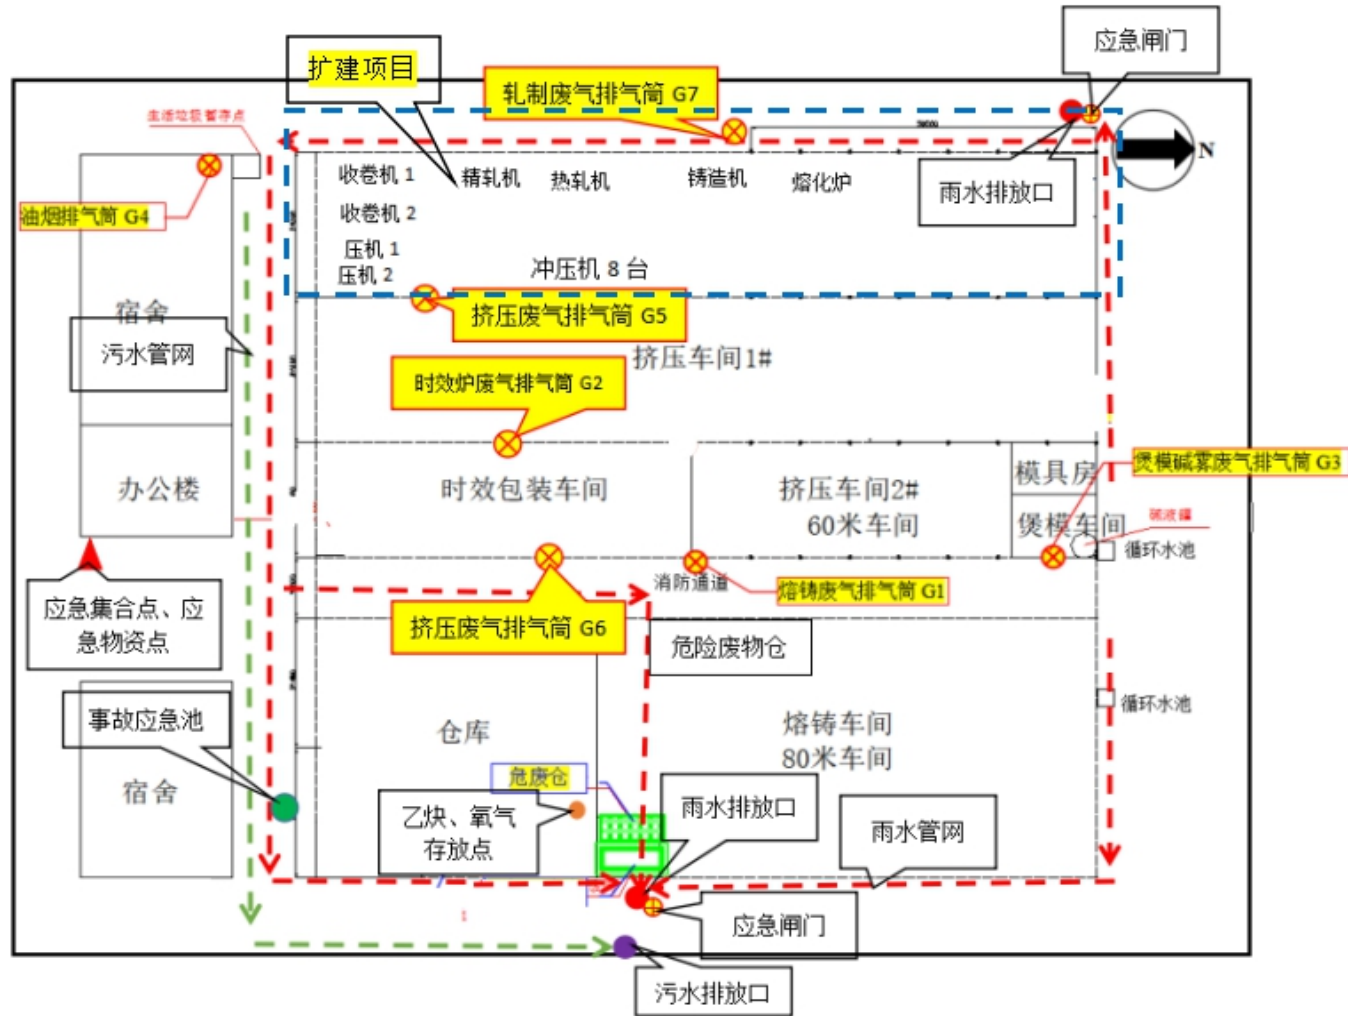 应急闸门
扩建项目
轧制废气排气筒 G7
生活垃圾暂存点
N
收卷机 1
精轧机
热轧机
铸造机
熔化炉
雨水排放口
油烟排气筒 G4
收卷机 2
压机 1
压机 2
冲压机 8 台
宿舍
挤压废气排气筒 G5
污水管网
挤压车间1#
时效炉废气排气筒 G2
模具房
煲模碱雾废气排气筒 G3
办公楼
时效包装车间
挤压车间2#
60米车间
煲模车间
碱液罐
循环水池
消防通道
熔铸废气排气筒 G1
应急集合点、应
急物资点
挤压废气排气筒 G6
危险废物仓
事故应急池
仓库
熔铸车间
80米车间
循环水池
宿舍
危废仓
乙炔、氧气
存放点
雨水排放口
雨水管网
应急闸门
污水排放口